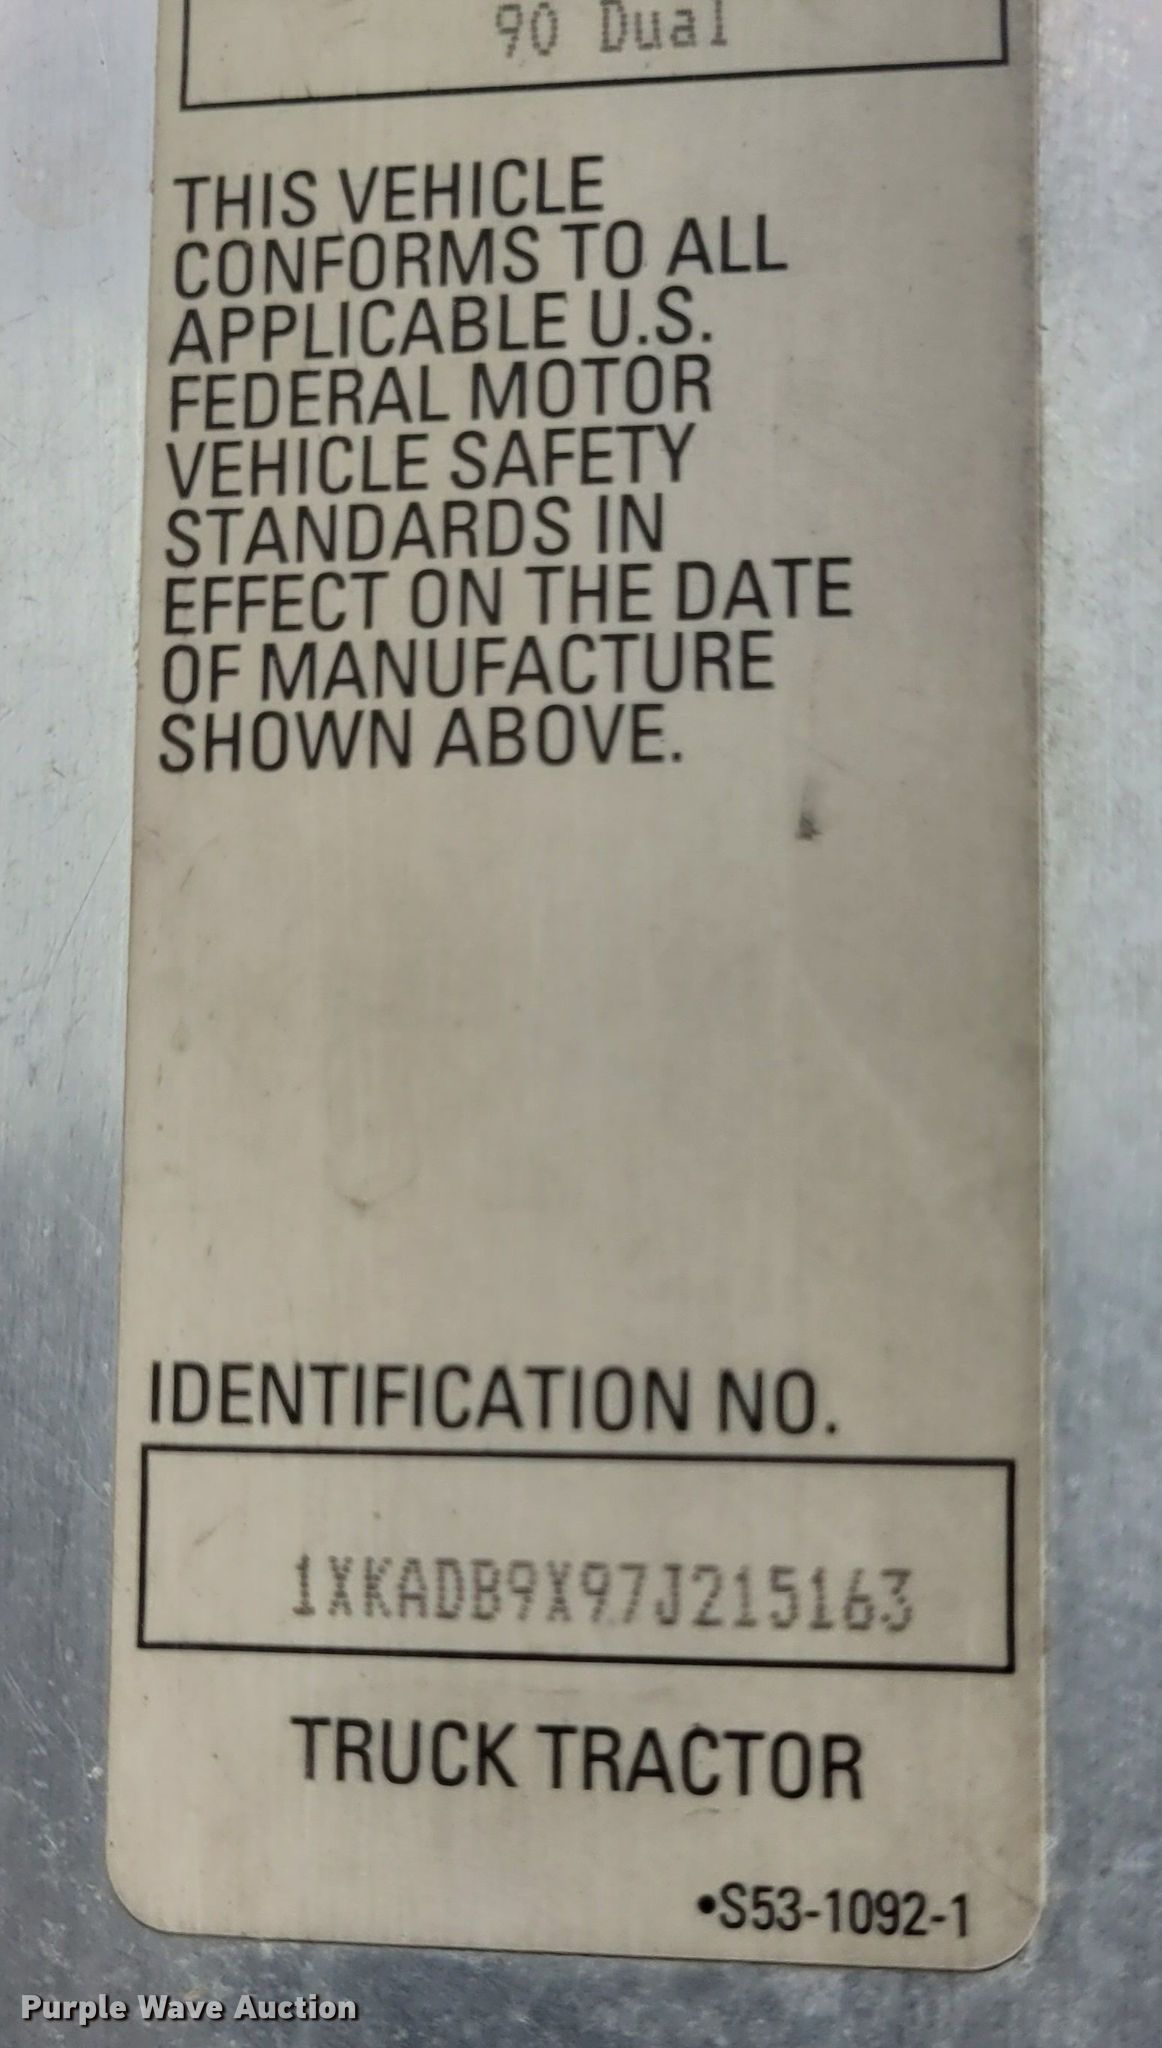 90 Dual
THIS VEHICLE
CONFORMS TO ALL
APPLICABLE U.S.
FEDERAL MOTOR
VEHICLE SAFETY
STANDARDS IN
EFFECT ON THE DATE
OF MANUFACTURE
SHOWN ABOVE.
IDENTIFICATION NO.
1XKADB9X97J215163
TRUCK TRACTOR
•S53-1092-1
Purple Wave Auction